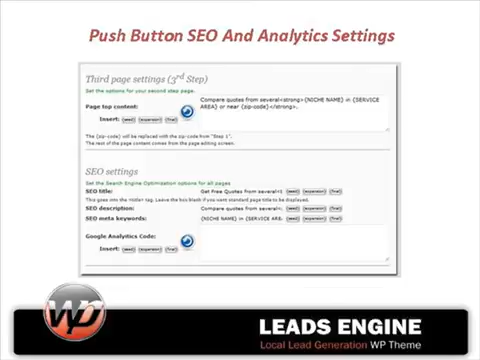 Push Button SEO And Analytics Settings
Third page settings (3rd Step)
Set the options for your second step page.
Page top content:
Compare quotes from several<strong>{NICHE NAME} in {SERVICE
AREA} or near {zip-code}</strong>.
Insert: (seed) (expansion) (final)
The {zip-code} will be replaced with the zip-code from "Step 1".
The rest of the page content comes from the page editing screen.
SEO settings
Set the Search Engine Optimization options for all pages
SEO title: Get Free Quotes from several<s (seed) (expansion) (final)
This goes into the <title> tag. Leave the box blank if you want standard page title to be displayed.
SEO description: Compare quotes from several<s (seed) (expansion) (final)
SEO meta keywords: {NICHE NAME} in {SERVICE ARE (seed) (expansion) (final)
Google Analytics Code:
Insert: (seed) (expansion) (final)
WP
LEADS ENGINE
Local Lead Generation WP Theme